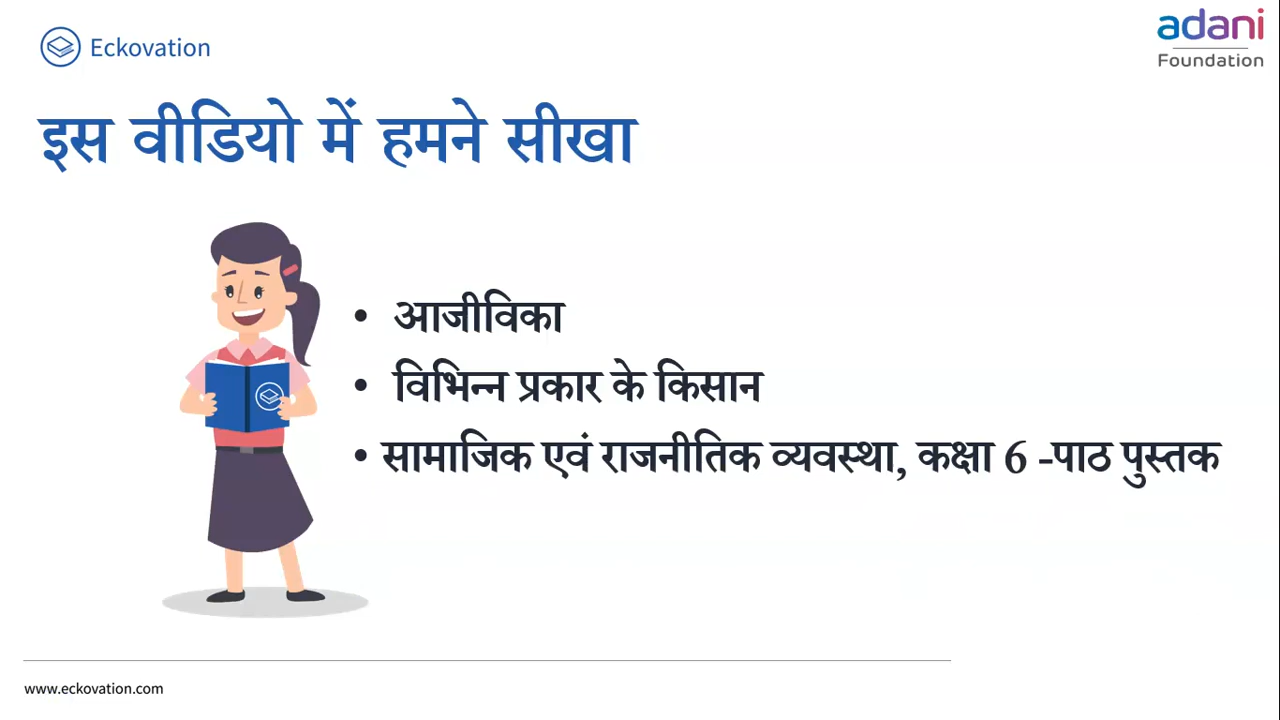 Eckovation
adani
Foundation
इस वीडियो में हमने सीखा
• आजीविका
• विभिन्न प्रकार के किसान
• सामाजिक एवं राजनीतिक व्यवस्था, कक्षा 6 -पाठ पुस्तक
www.eckovation.com